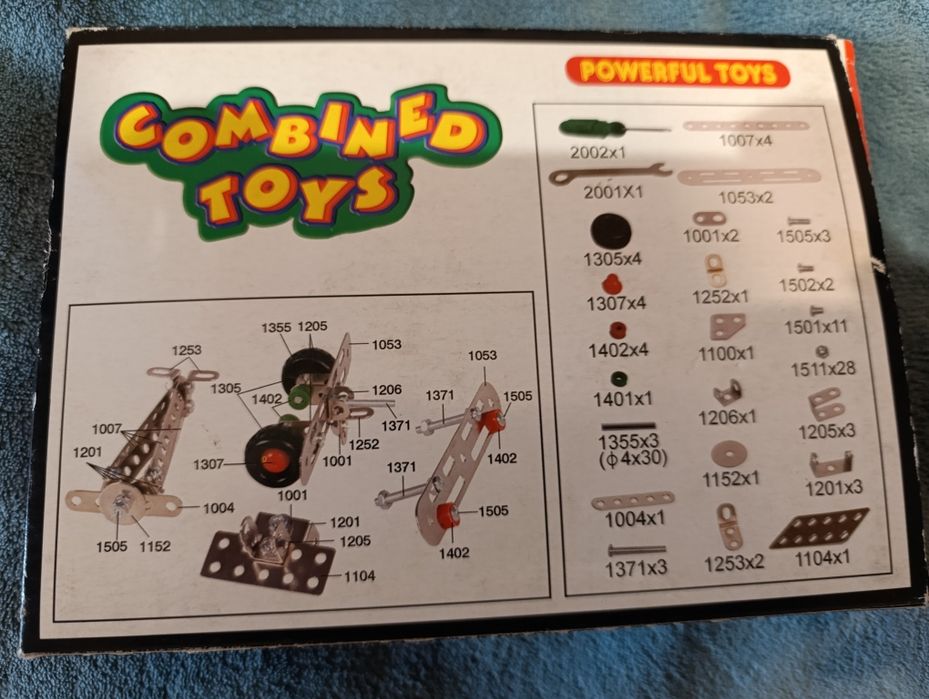 POWERFUL TOYS
COMBINED
TOYS
2002x1
1007x4
2001X1
1053x2
1305x4
1001x2
1505x3
1307x4
1252x1
1502x2
1402x4
1100x1
1501x11
1511x28
1401x1
1206x1
1205x3
1355x3
(ф4x30)
1152x1
1201x3
1004x1
1371x3
1253x2
1104x1
1253
1007
1201
1004
1505
1152
1355
1205
1053
1305
1402
1206
1371
1252
1307
1001
1001
1201
1205
1104
1053
1371
1505
1402
1371
1505
1402